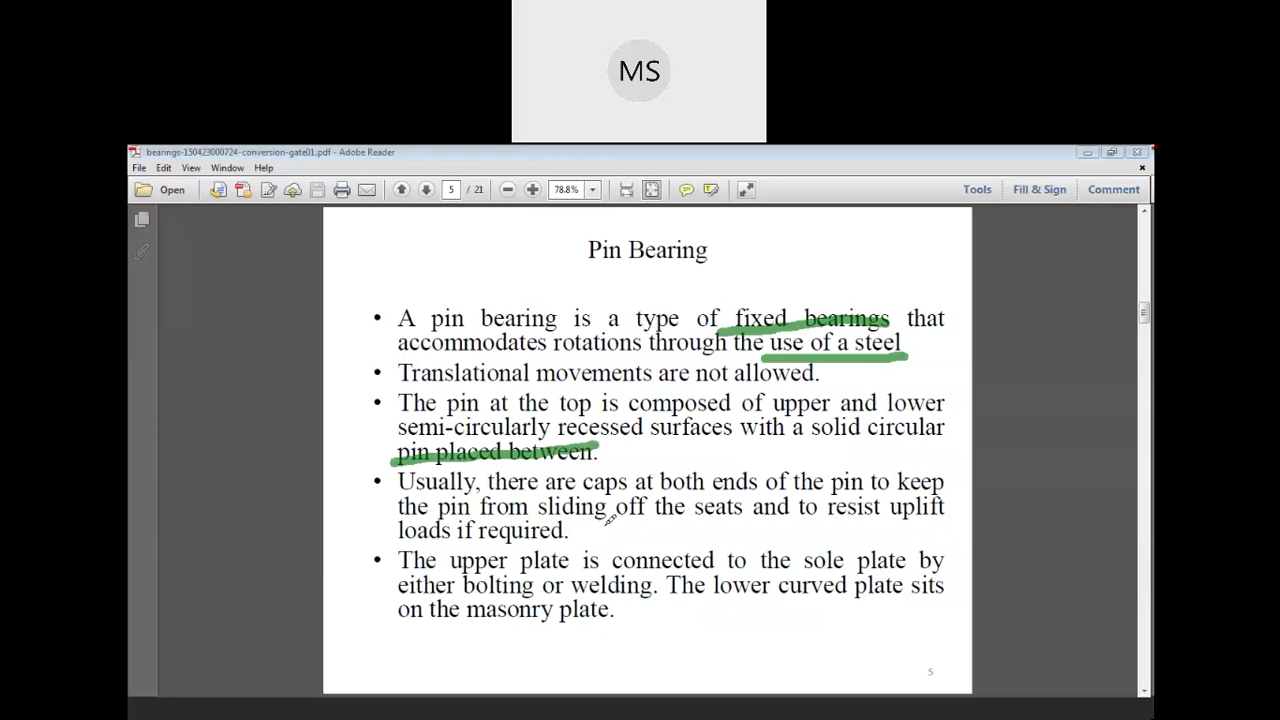 MS
bearings-150423000724-conversion-gate01.pdf - Adobe Reader
File Edit View Window Help
Open 5 / 21 78.8% Tools Fill & Sign Comment
Pin Bearing
• A pin bearing is a type of fixed bearings that
accommodates rotations through the use of a steel
• Translational movements are not allowed.
• The pin at the top is composed of upper and lower
semi-circularly recessed surfaces with a solid circular
pin placed between.
• Usually, there are caps at both ends of the pin to keep
the pin from sliding off the seats and to resist uplift
loads if required.
• The upper plate is connected to the sole plate by
either bolting or welding. The lower curved plate sits
on the masonry plate.
5